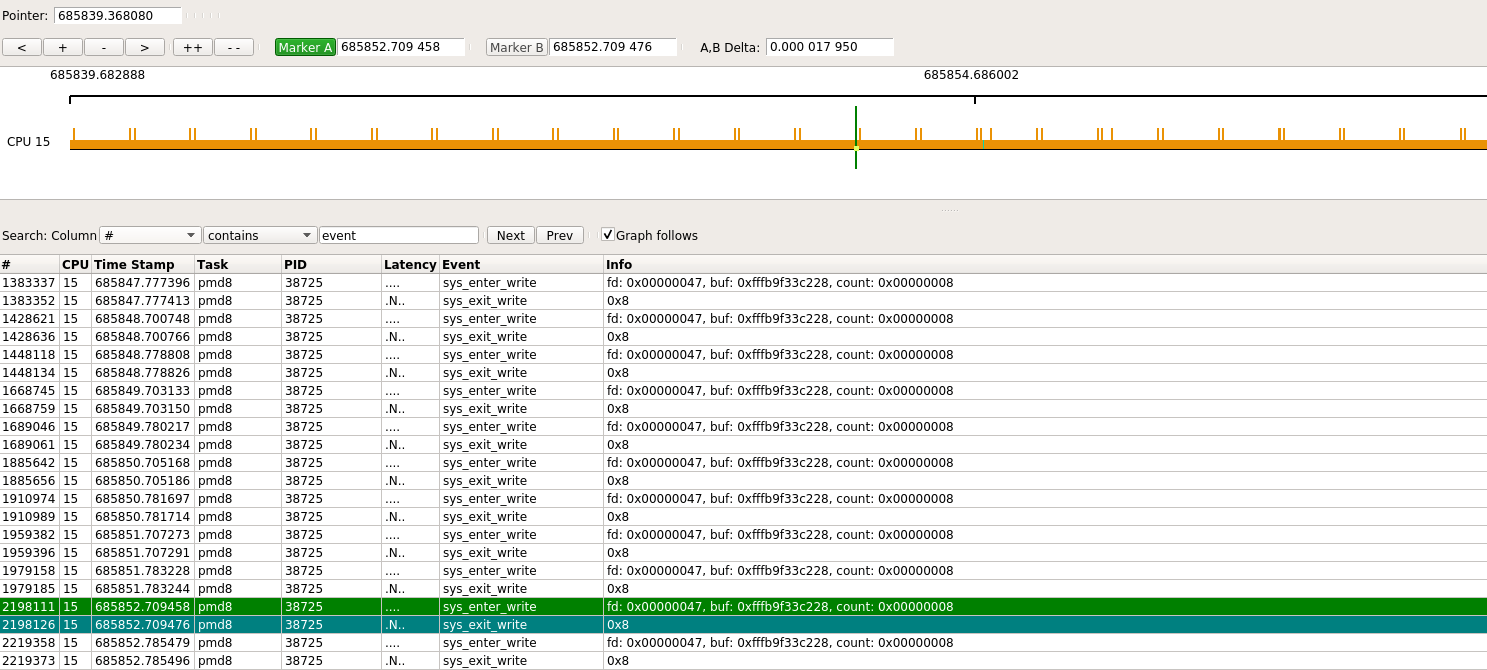 Pointer: 685839.368080
< + - > ++ - - Marker A 685852.709 458 Marker B 685852.709 476 A,B Delta: 0.000 017 950
685839.682888 685854.686002
CPU 15
Search: Column # contains event Next Prev Graph follows
# CPU Time Stamp Task PID Latency Event Info
1383337 15 685847.777396 pmd8 38725 .... sys_enter_write fd: 0x00000047, buf: 0xfffb9f33c228, count: 0x00000008
1383352 15 685847.777413 pmd8 38725 .N.. sys_exit_write 0x8
1428621 15 685848.700748 pmd8 38725 .... sys_enter_write fd: 0x00000047, buf: 0xfffb9f33c228, count: 0x00000008
1428636 15 685848.700766 pmd8 38725 .N.. sys_exit_write 0x8
1448118 15 685848.778808 pmd8 38725 .... sys_enter_write fd: 0x00000047, buf: 0xfffb9f33c228, count: 0x00000008
1448134 15 685848.778826 pmd8 38725 .N.. sys_exit_write 0x8
1668745 15 685849.703133 pmd8 38725 .... sys_enter_write fd: 0x00000047, buf: 0xfffb9f33c228, count: 0x00000008
1668759 15 685849.703150 pmd8 38725 .N.. sys_exit_write 0x8
1689046 15 685849.780217 pmd8 38725 .... sys_enter_write fd: 0x00000047, buf: 0xfffb9f33c228, count: 0x00000008
1689061 15 685849.780234 pmd8 38725 .N.. sys_exit_write 0x8
1885642 15 685850.705168 pmd8 38725 .... sys_enter_write fd: 0x00000047, buf: 0xfffb9f33c228, count: 0x00000008
1885656 15 685850.705186 pmd8 38725 .N.. sys_exit_write 0x8
1910974 15 685850.781697 pmd8 38725 .... sys_enter_write fd: 0x00000047, buf: 0xfffb9f33c228, count: 0x00000008
1910989 15 685850.781714 pmd8 38725 .N.. sys_exit_write 0x8
1959382 15 685851.707273 pmd8 38725 .... sys_enter_write fd: 0x00000047, buf: 0xfffb9f33c228, count: 0x00000008
1959396 15 685851.707291 pmd8 38725 .N.. sys_exit_write 0x8
1979158 15 685851.783228 pmd8 38725 .... sys_enter_write fd: 0x00000047, buf: 0xfffb9f33c228, count: 0x00000008
1979185 15 685851.783244 pmd8 38725 .N.. sys_exit_write 0x8
2198111 15 685852.709458 pmd8 38725 .... sys_enter_write fd: 0x00000047, buf: 0xfffb9f33c228, count: 0x00000008
2198126 15 685852.709476 pmd8 38725 .N.. sys_exit_write 0x8
2219358 15 685852.785479 pmd8 38725 .... sys_enter_write fd: 0x00000047, buf: 0xfffb9f33c228, count: 0x00000008
2219373 15 685852.785496 pmd8 38725 .N.. sys_exit_write 0x8